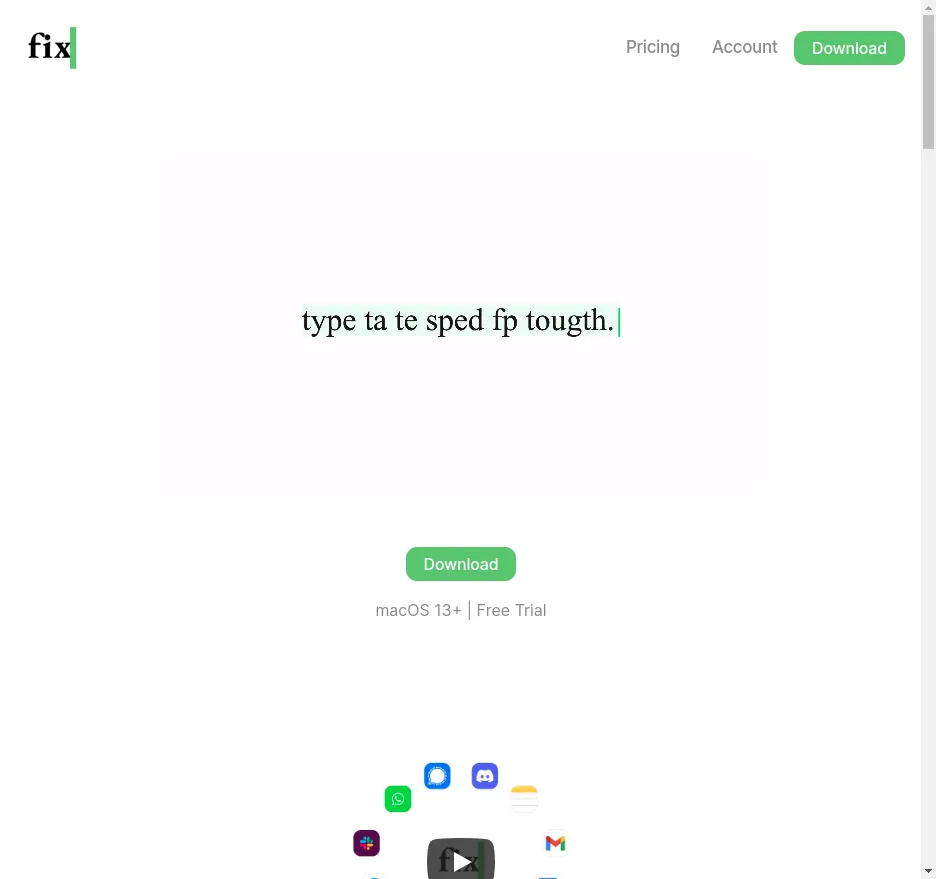 fix
Pricing
Account
Download
type ta te sped fp tougth.
Download
macOS 13+ | Free Trial
fix